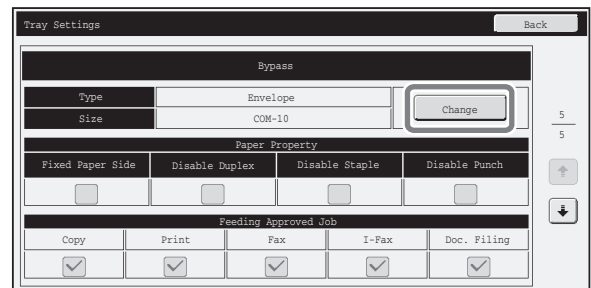 Tray Settings Back
Bypass
Type Envelope
Change
Size COM-10
5
5
Paper Property
Fixed Paper Side Disable Duplex Disable Staple Disable Punch
Feeding Approved Job
Copy Print Fax I-Fax Doc. Filing